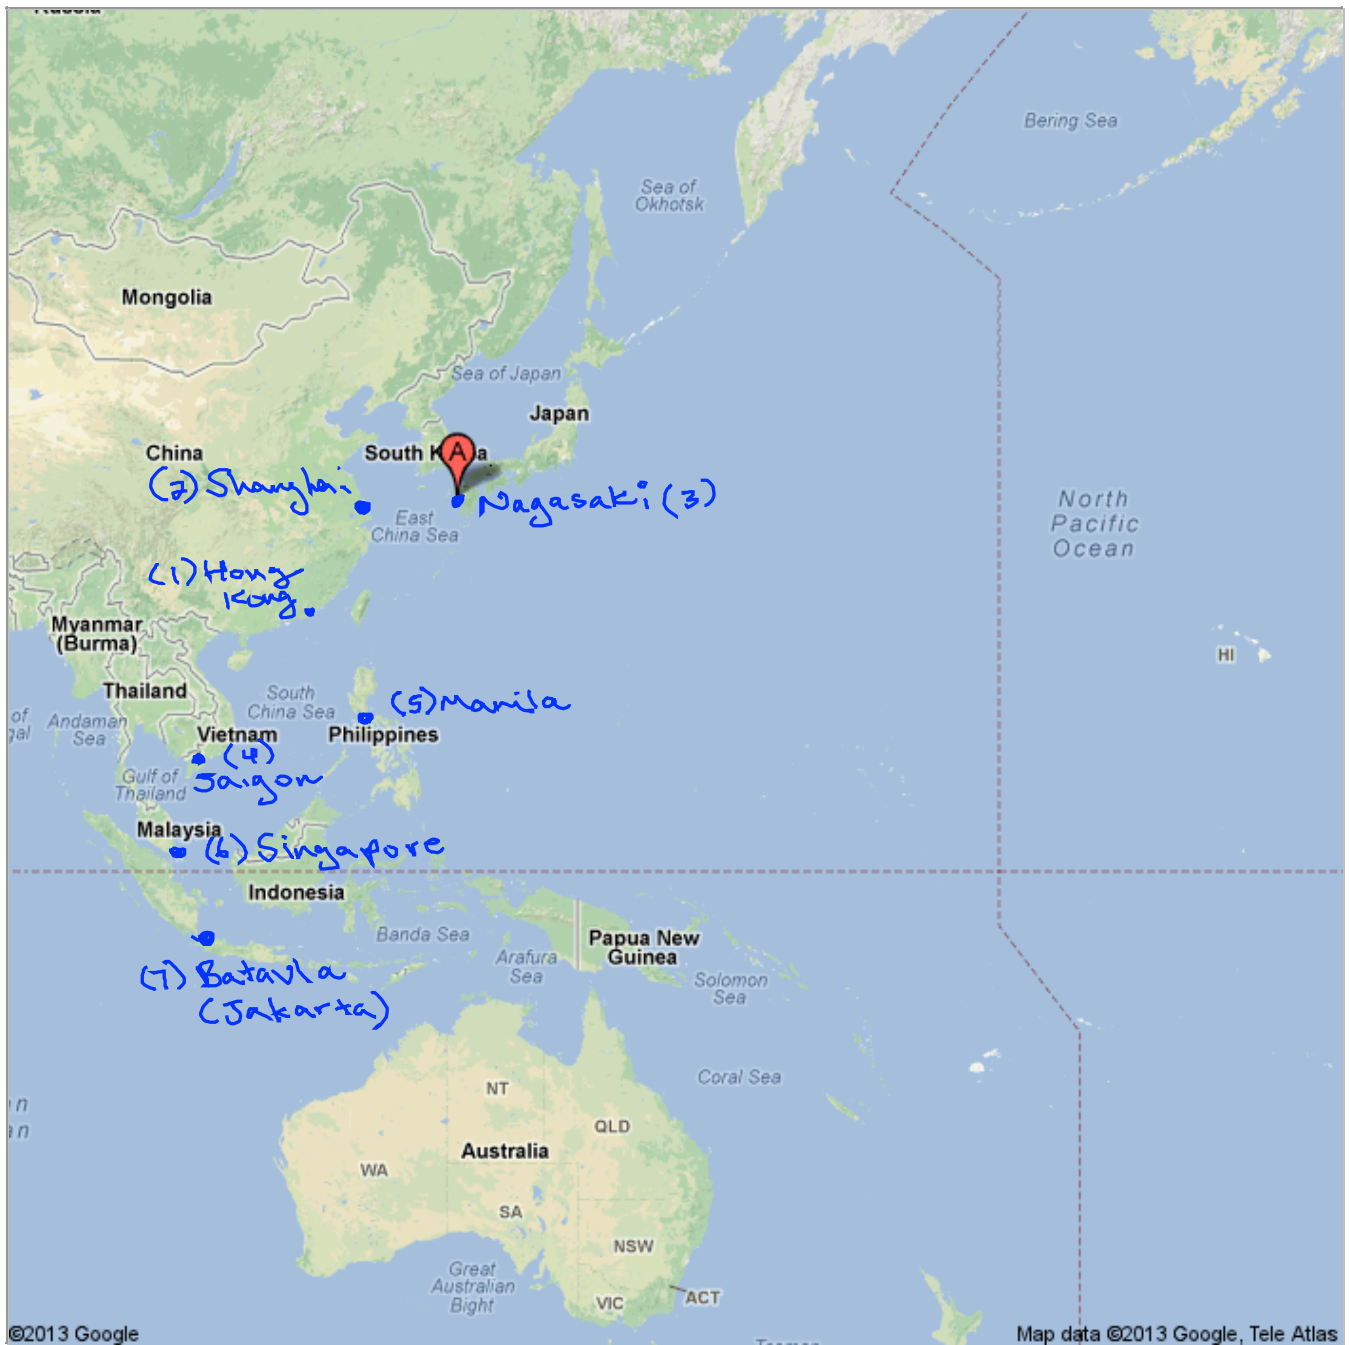 Russia
Bering Sea
Sea of
Okhotsk
Mongolia
Sea of Japan
Japan
China
South K a
A
(2) Shanghai
Nagasaki (3)
East
China Sea
North
Pacific
Ocean
(1) Hong
Kong
Myanmar
(Burma)
HI
Thailand
South
China Sea
(5) Manila
of
gal
Andaman
Sea
Vietnam
Philippines
(4)
Saigon
Gulf of
Thailand
Malaysia
(6) Singapore
Indonesia
Banda Sea
Papua New
Guinea
Arafura
Sea
Solomon
Sea
(7) Batavia
(Jakarta)
Coral Sea
NT
n
an
QLD
Australia
WA
SA
NSW
Great
Australian
Bight
VIC
ACT
©2013 Google
Map data ©2013 Google, Tele Atlas